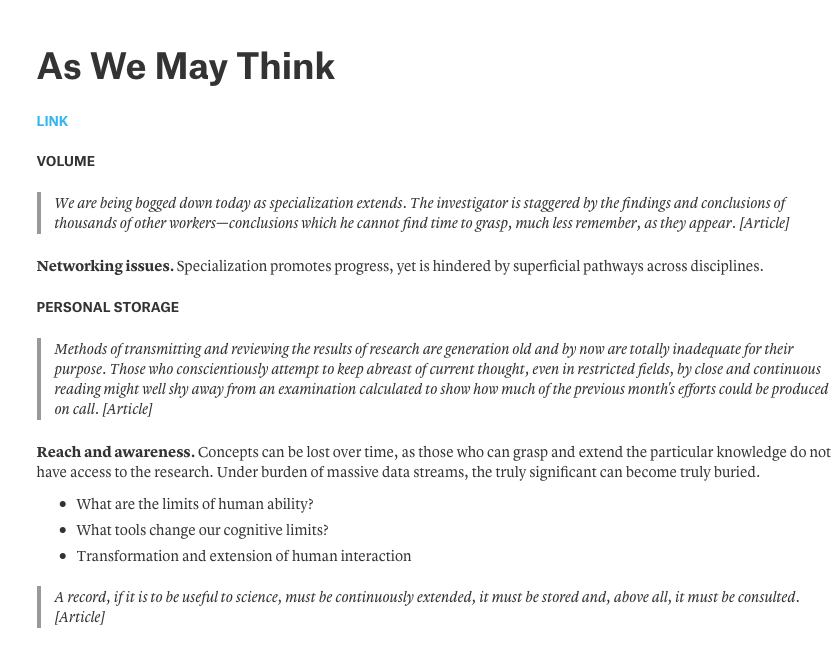 As We May Think
LINK
VOLUME
We are being bogged down today as specialization extends. The investigator is staggered by the findings and conclusions of
thousands of other workers—conclusions which he cannot find time to grasp, much less remember, as they appear. [Article]
Networking issues. Specialization promotes progress, yet is hindered by superficial pathways across disciplines.
PERSONAL STORAGE
Methods of transmitting and reviewing the results of research are generation old and by now are totally inadequate for their
purpose. Those who conscientiously attempt to keep abreast of current thought, even in restricted fields, by close and continuous
reading might well shy away from an examination calculated to show how much of the previous month's efforts could be produced
on call. [Article]
Reach and awareness. Concepts can be lost over time, as those who can grasp and extend the particular knowledge do not
have access to the research. Under burden of massive data streams, the truly significant can become truly buried.
• What are the limits of human ability?
• What tools change our cognitive limits?
• Transformation and extension of human interaction
A record, if it is to be useful to science, must be continuously extended, it must be stored and, above all, it must be consulted.
[Article]